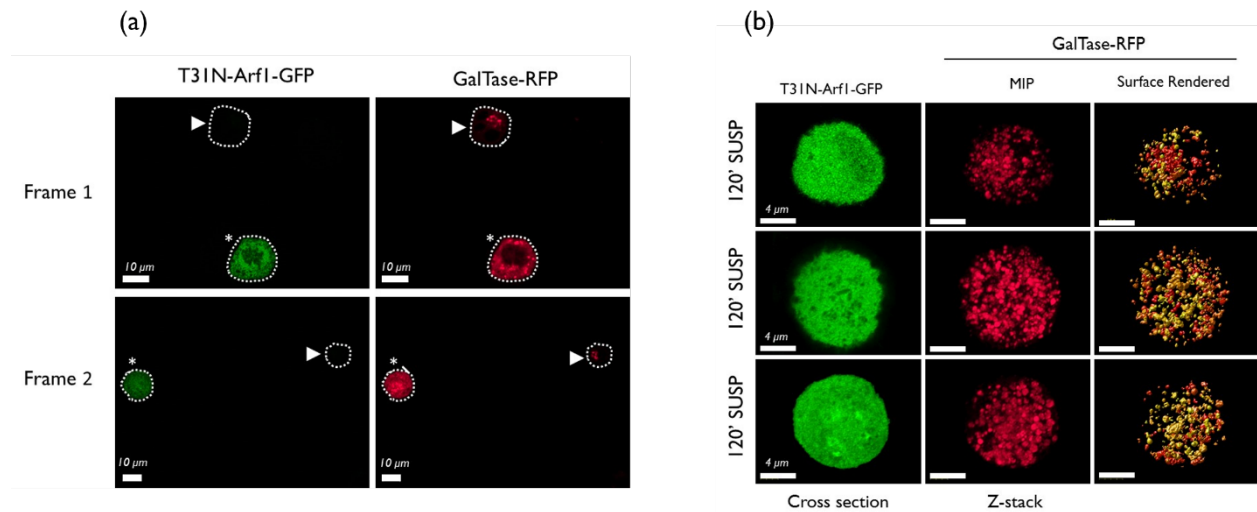 (a)
T31N-Arf1-GFP
GalTase-RFP
Frame 1
*
*
10 µm
10 µm
Frame 2
*
*
10 µm
10 µm
(b)
GalTase-RFP
T31N-Arf1-GFP
MIP
Surface Rendered
120’ SUSP
4 µm
120’ SUSP
4 µm
120’ SUSP
4 µm
Cross section
Z-stack